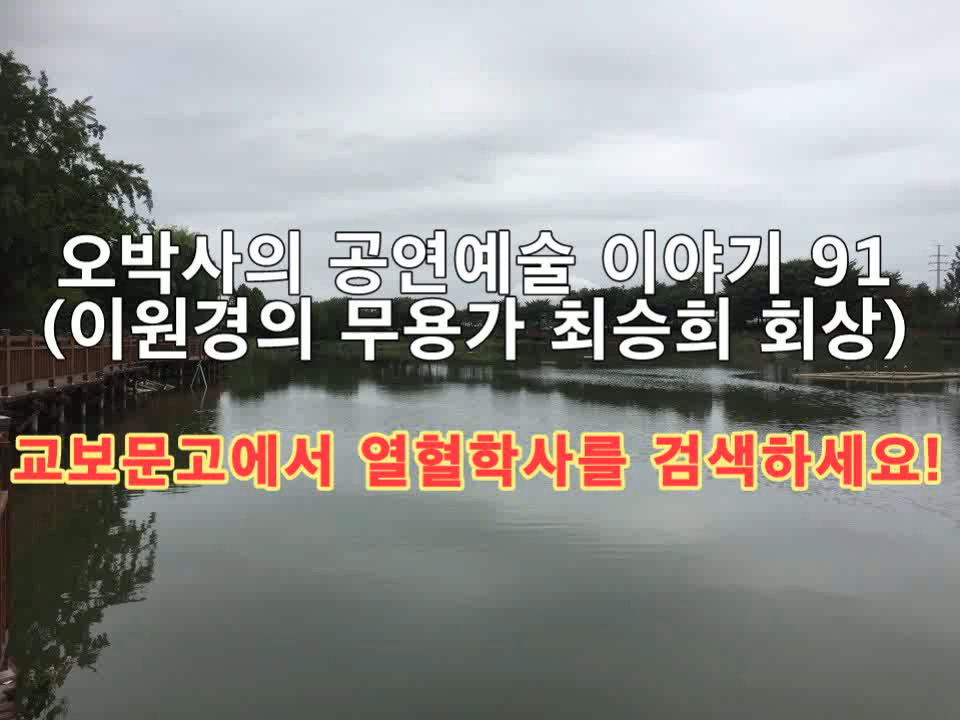 오박사의 공연예술 이야기 91
(이원경의 무용가 최승희 회상)
교보문고에서 열혈학사를 검색하세요!